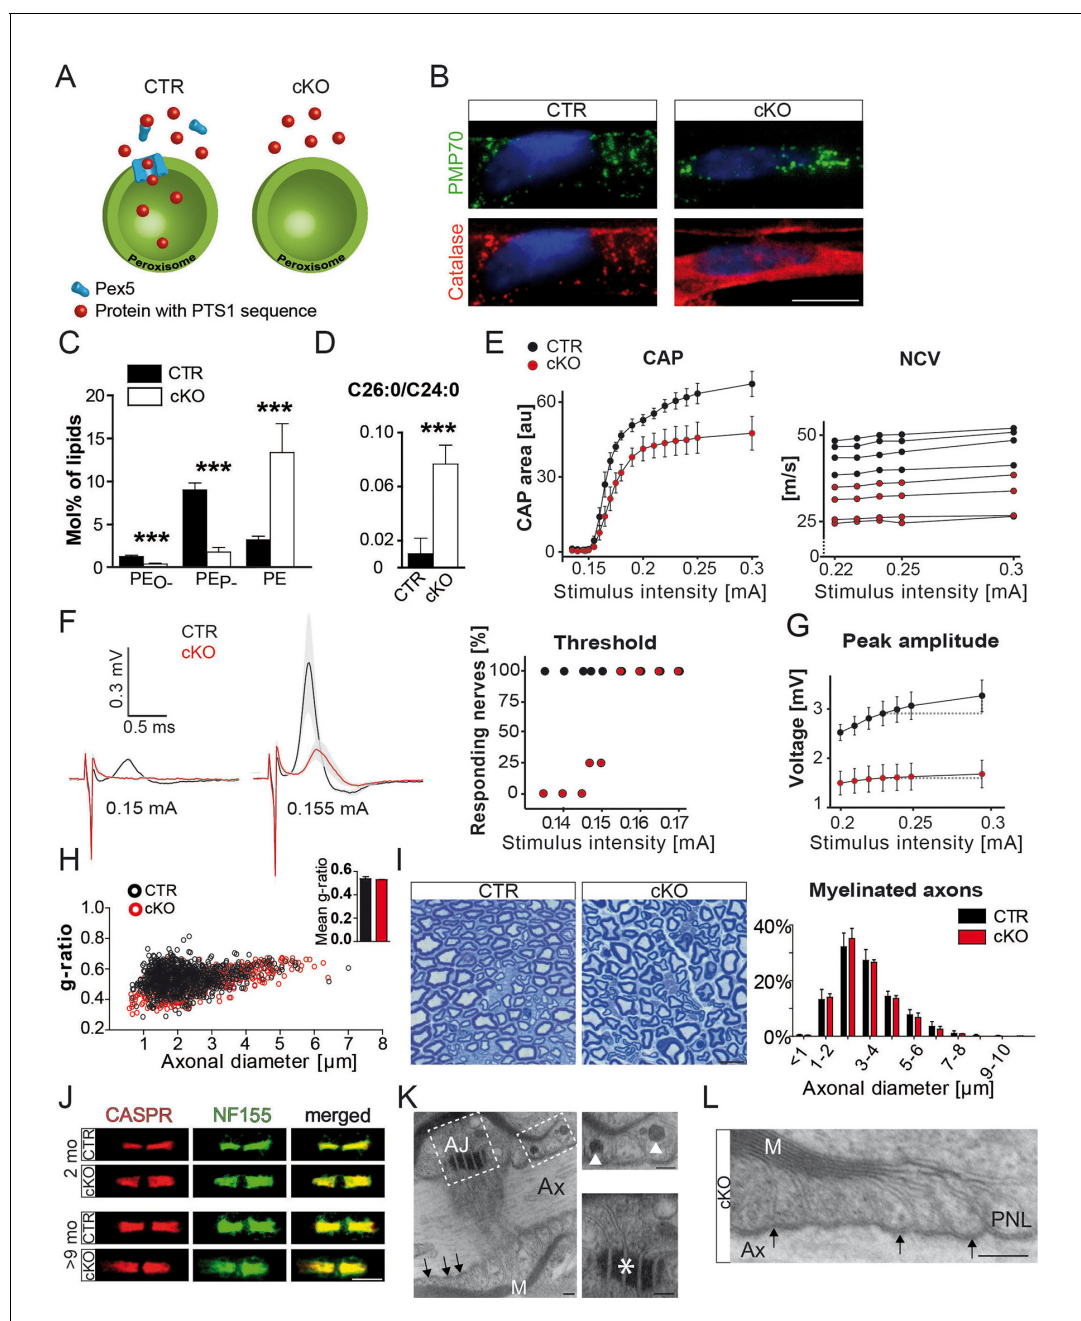 A
CTR
cKO
Peroxisome
Peroxisome
Pex5
Protein with PTS1 sequence
B
CTR
cKO
PMP70
Catalase
C
CTR
cKO
Mol% of lipids
20
15
10
5
0
***
***
***
PEO-
PEP-
PE
D
C26:0/C24:0
***
0.10
0.06
0.02
0
CTR
cKO
E
CTR
cKO
CAP
CAP area [au]
60
30
0
0.15
0.2
0.25
0.3
Stimulus intensity [mA]
NCV
[m/s]
50
25
0
0.22
0.25
0.3
Stimulus intensity [mA]
F
CTR
cKO
0.3 mV
0.5 ms
0.15 mA
0.155 mA
Threshold
Responding nerves [%]
100
75
50
25
0
0.14
0.15
0.16
0.17
Stimulus intensity [mA]
G
Peak amplitude
Voltage [mV]
3
2
1
0.2
0.25
0.3
Stimulus intensity [mA]
H
CTR
cKO
g-ratio
1.0
0.8
0.6
0.4
0.2
1 2 3 4 5 6 7 8
Axonal diameter [µm]
Mean g-ratio
0.6
0.4
0.2
0.0
I
CTR
cKO
Myelinated axons
CTR
cKO
40%
20%
0%
<1
1-2
3-4
5-6
7-8
9-10
Axonal diameter [µm]
J
CASPR
NF155
merged
2 mo
CTR
cKO
>9 mo
CTR
cKO
K
AJ
Ax
M
*
L
cKO
M
PNL
Ax